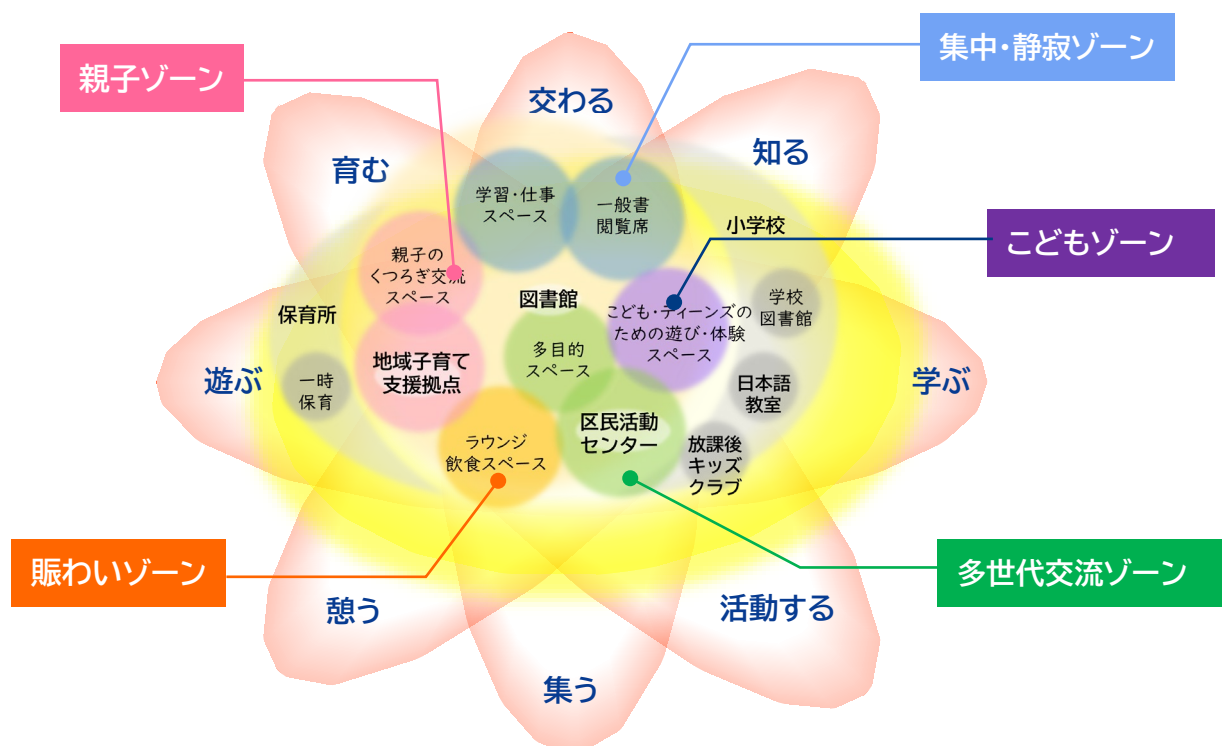 集中・静寂ゾーン
親子ゾーン
交わる
知る
育む
学習・仕事
スペース
一般書
閲覧席
小学校
こどもゾーン
親子の
くつろぎ交流
スペース
図書館
学校
図書館
保育所
こども・ティーンズの
ための遊び・体験
スペース
多目的
スペース
地域子育て
支援拠点
遊ぶ
一時
保育
日本語
教室
学ぶ
区民活動
センター
ラウンジ
飲食スペース
放課後
キッズ
クラブ
賑わいゾーン
多世代交流ゾーン
憩う
活動する
集う